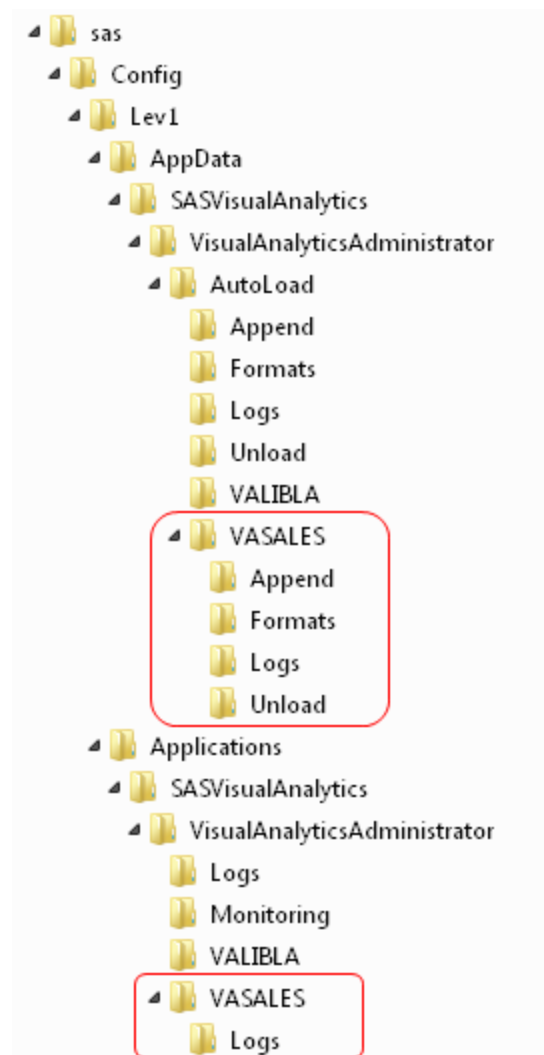 sas
Config
Lev1
AppData
SASVisualAnalytics
VisualAnalyticsAdministrator
AutoLoad
Append
Formats
Logs
Unload
VALIBLA
VASALES
Append
Formats
Logs
Unload
Applications
SASVisualAnalytics
VisualAnalyticsAdministrator
Logs
Monitoring
VALIBLA
VASALES
Logs